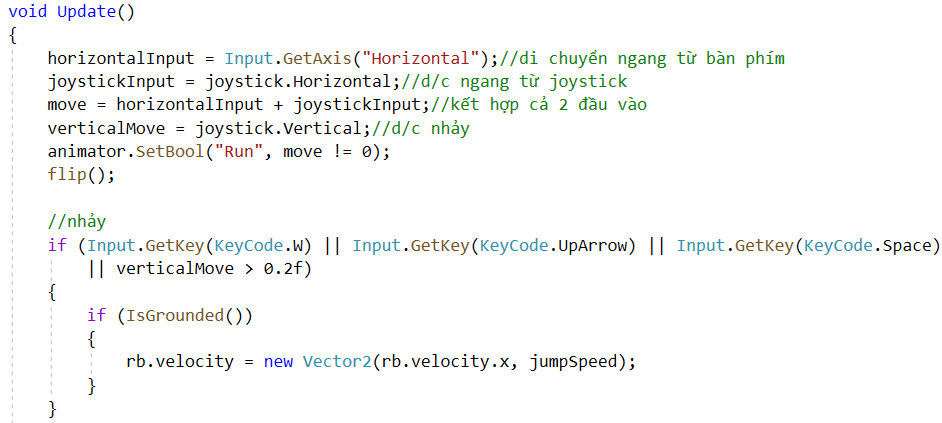 void Update()
{
horizontalInput = Input.GetAxis("Horizontal");//di chuyển ngang từ bàn phím
joystickInput = joystick.Horizontal;//d/c ngang từ joystick
move = horizontalInput + joystickInput;//kết hợp cả 2 đầu vào
verticalMove = joystick.Vertical;//d/c nhảy
animator.SetBool("Run", move != 0);
flip();
//nhảy
if (Input.GetKey(KeyCode.W) || Input.GetKey(KeyCode.UpArrow) || Input.GetKey(KeyCode.Space)
|| verticalMove > 0.2f)
{
if (IsGrounded())
{
rb.velocity = new Vector2(rb.velocity.x, jumpSpeed);
}
}